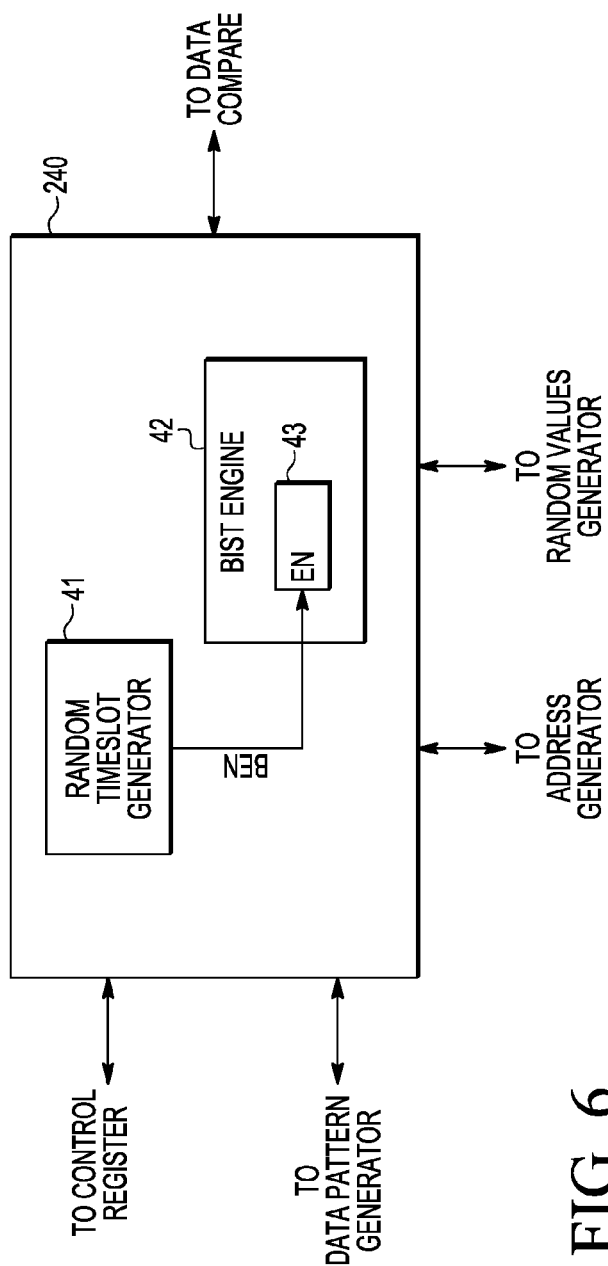 240
TO DATA
COMPARE
41
RANDOM
TIMESLOT
GENERATOR
BEN
42
BIST ENGINE
43
EN
TO CONTROL
REGISTER
TO
DATA PATTERN
GENERATOR
TO
ADDRESS
GENERATOR
TO
RANDOM VALUES
GENERATOR
FIG. 6